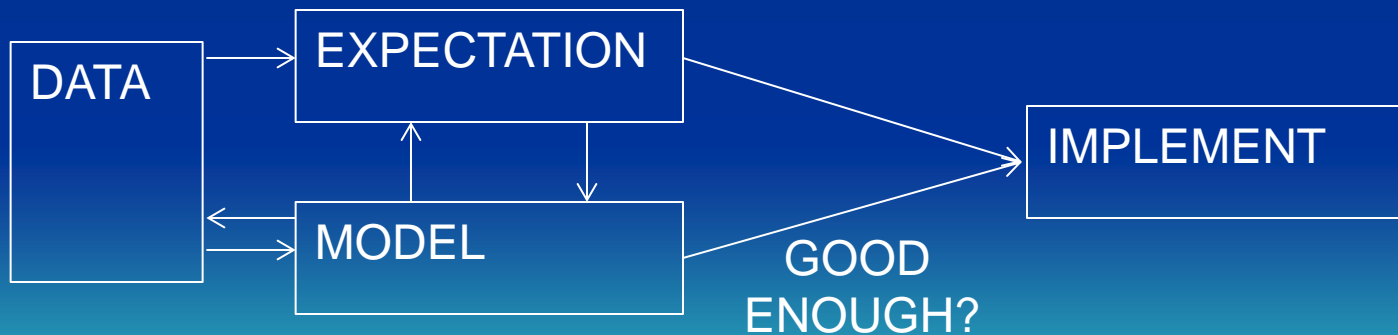 DATA
EXPECTATION
MODEL
IMPLEMENT
GOOD
ENOUGH?